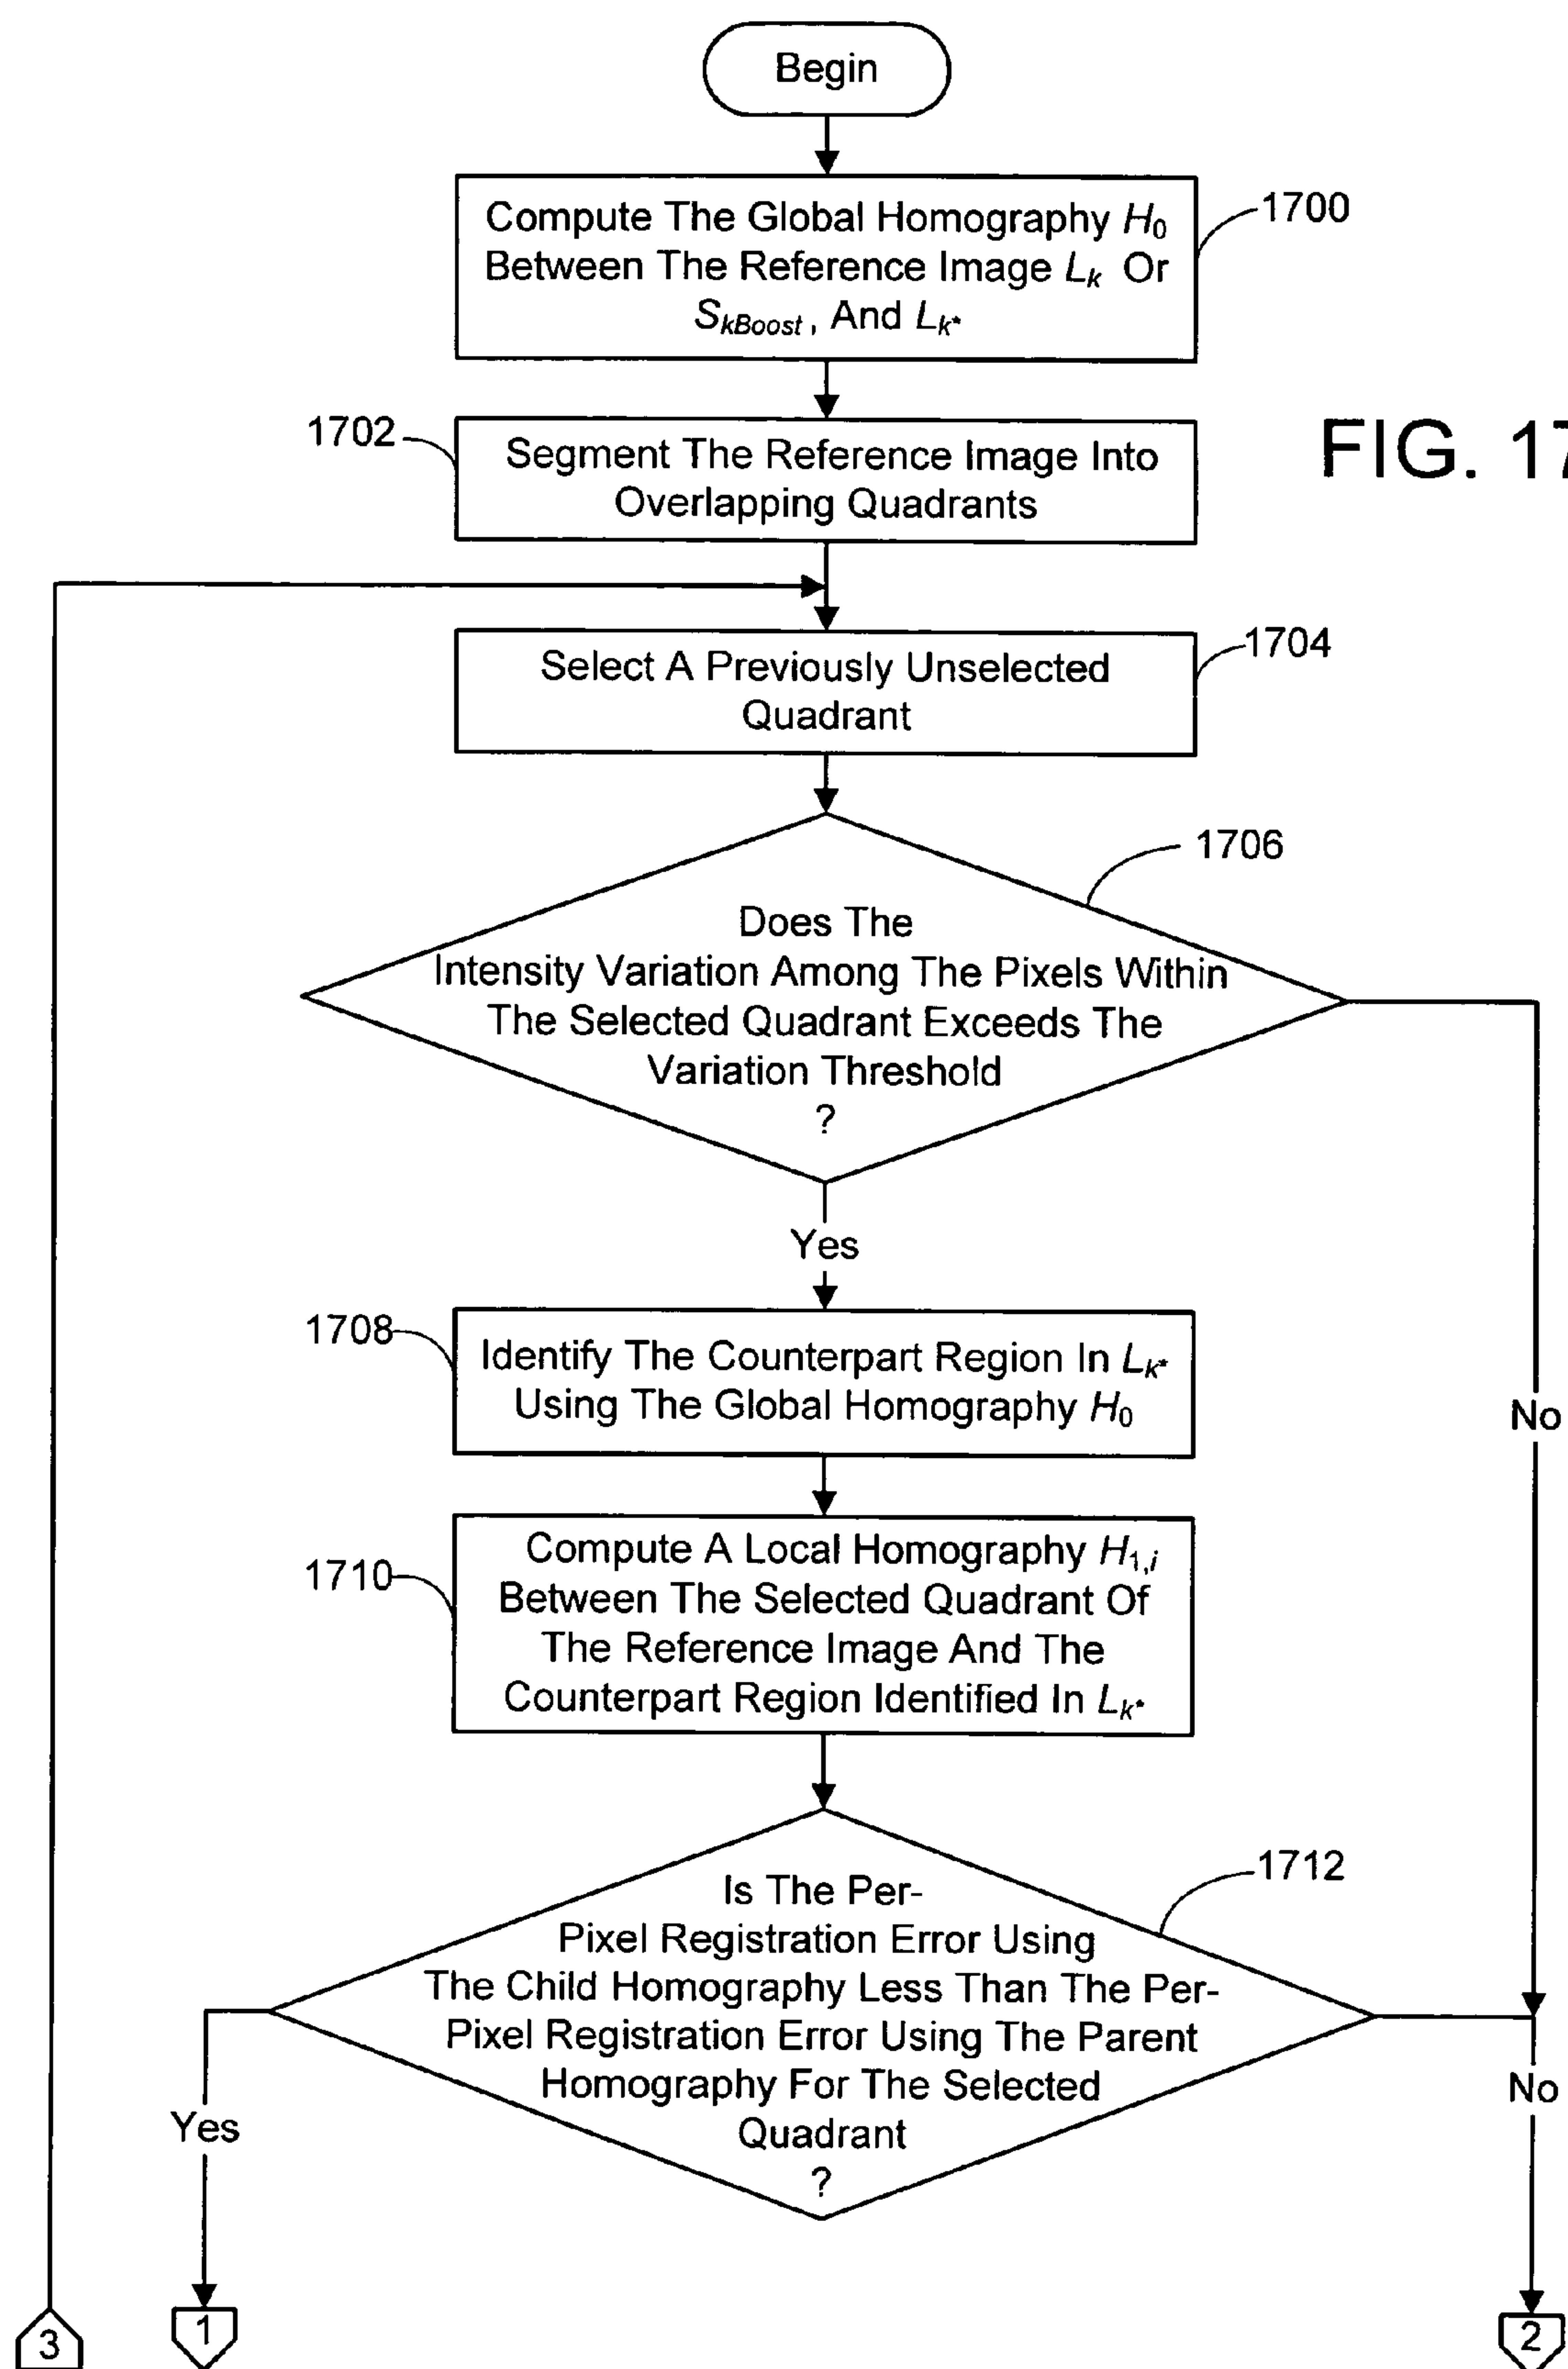 Begin
Compute The Global Homography H₀
Between The Reference Image Lₖ Or
S_kBoost, And L_k*
1700
1702
Segment The Reference Image Into
Overlapping Quadrants
FIG. 17
Select A Previously Unselected
Quadrant
1704
1706
Does The
Intensity Variation Among The Pixels Within
The Selected Quadrant Exceeds The
Variation Threshold
?
Yes
No
1708
Identify The Counterpart Region In L_k*
Using The Global Homography H₀
1710
Compute A Local Homography H_1,i
Between The Selected Quadrant Of
The Reference Image And The
Counterpart Region Identified In L_k*
1712
Is The Per-
Pixel Registration Error Using
The Child Homography Less Than The Per-
Pixel Registration Error Using The Parent
Homography For The Selected
Quadrant
?
Yes
No
3
1
2